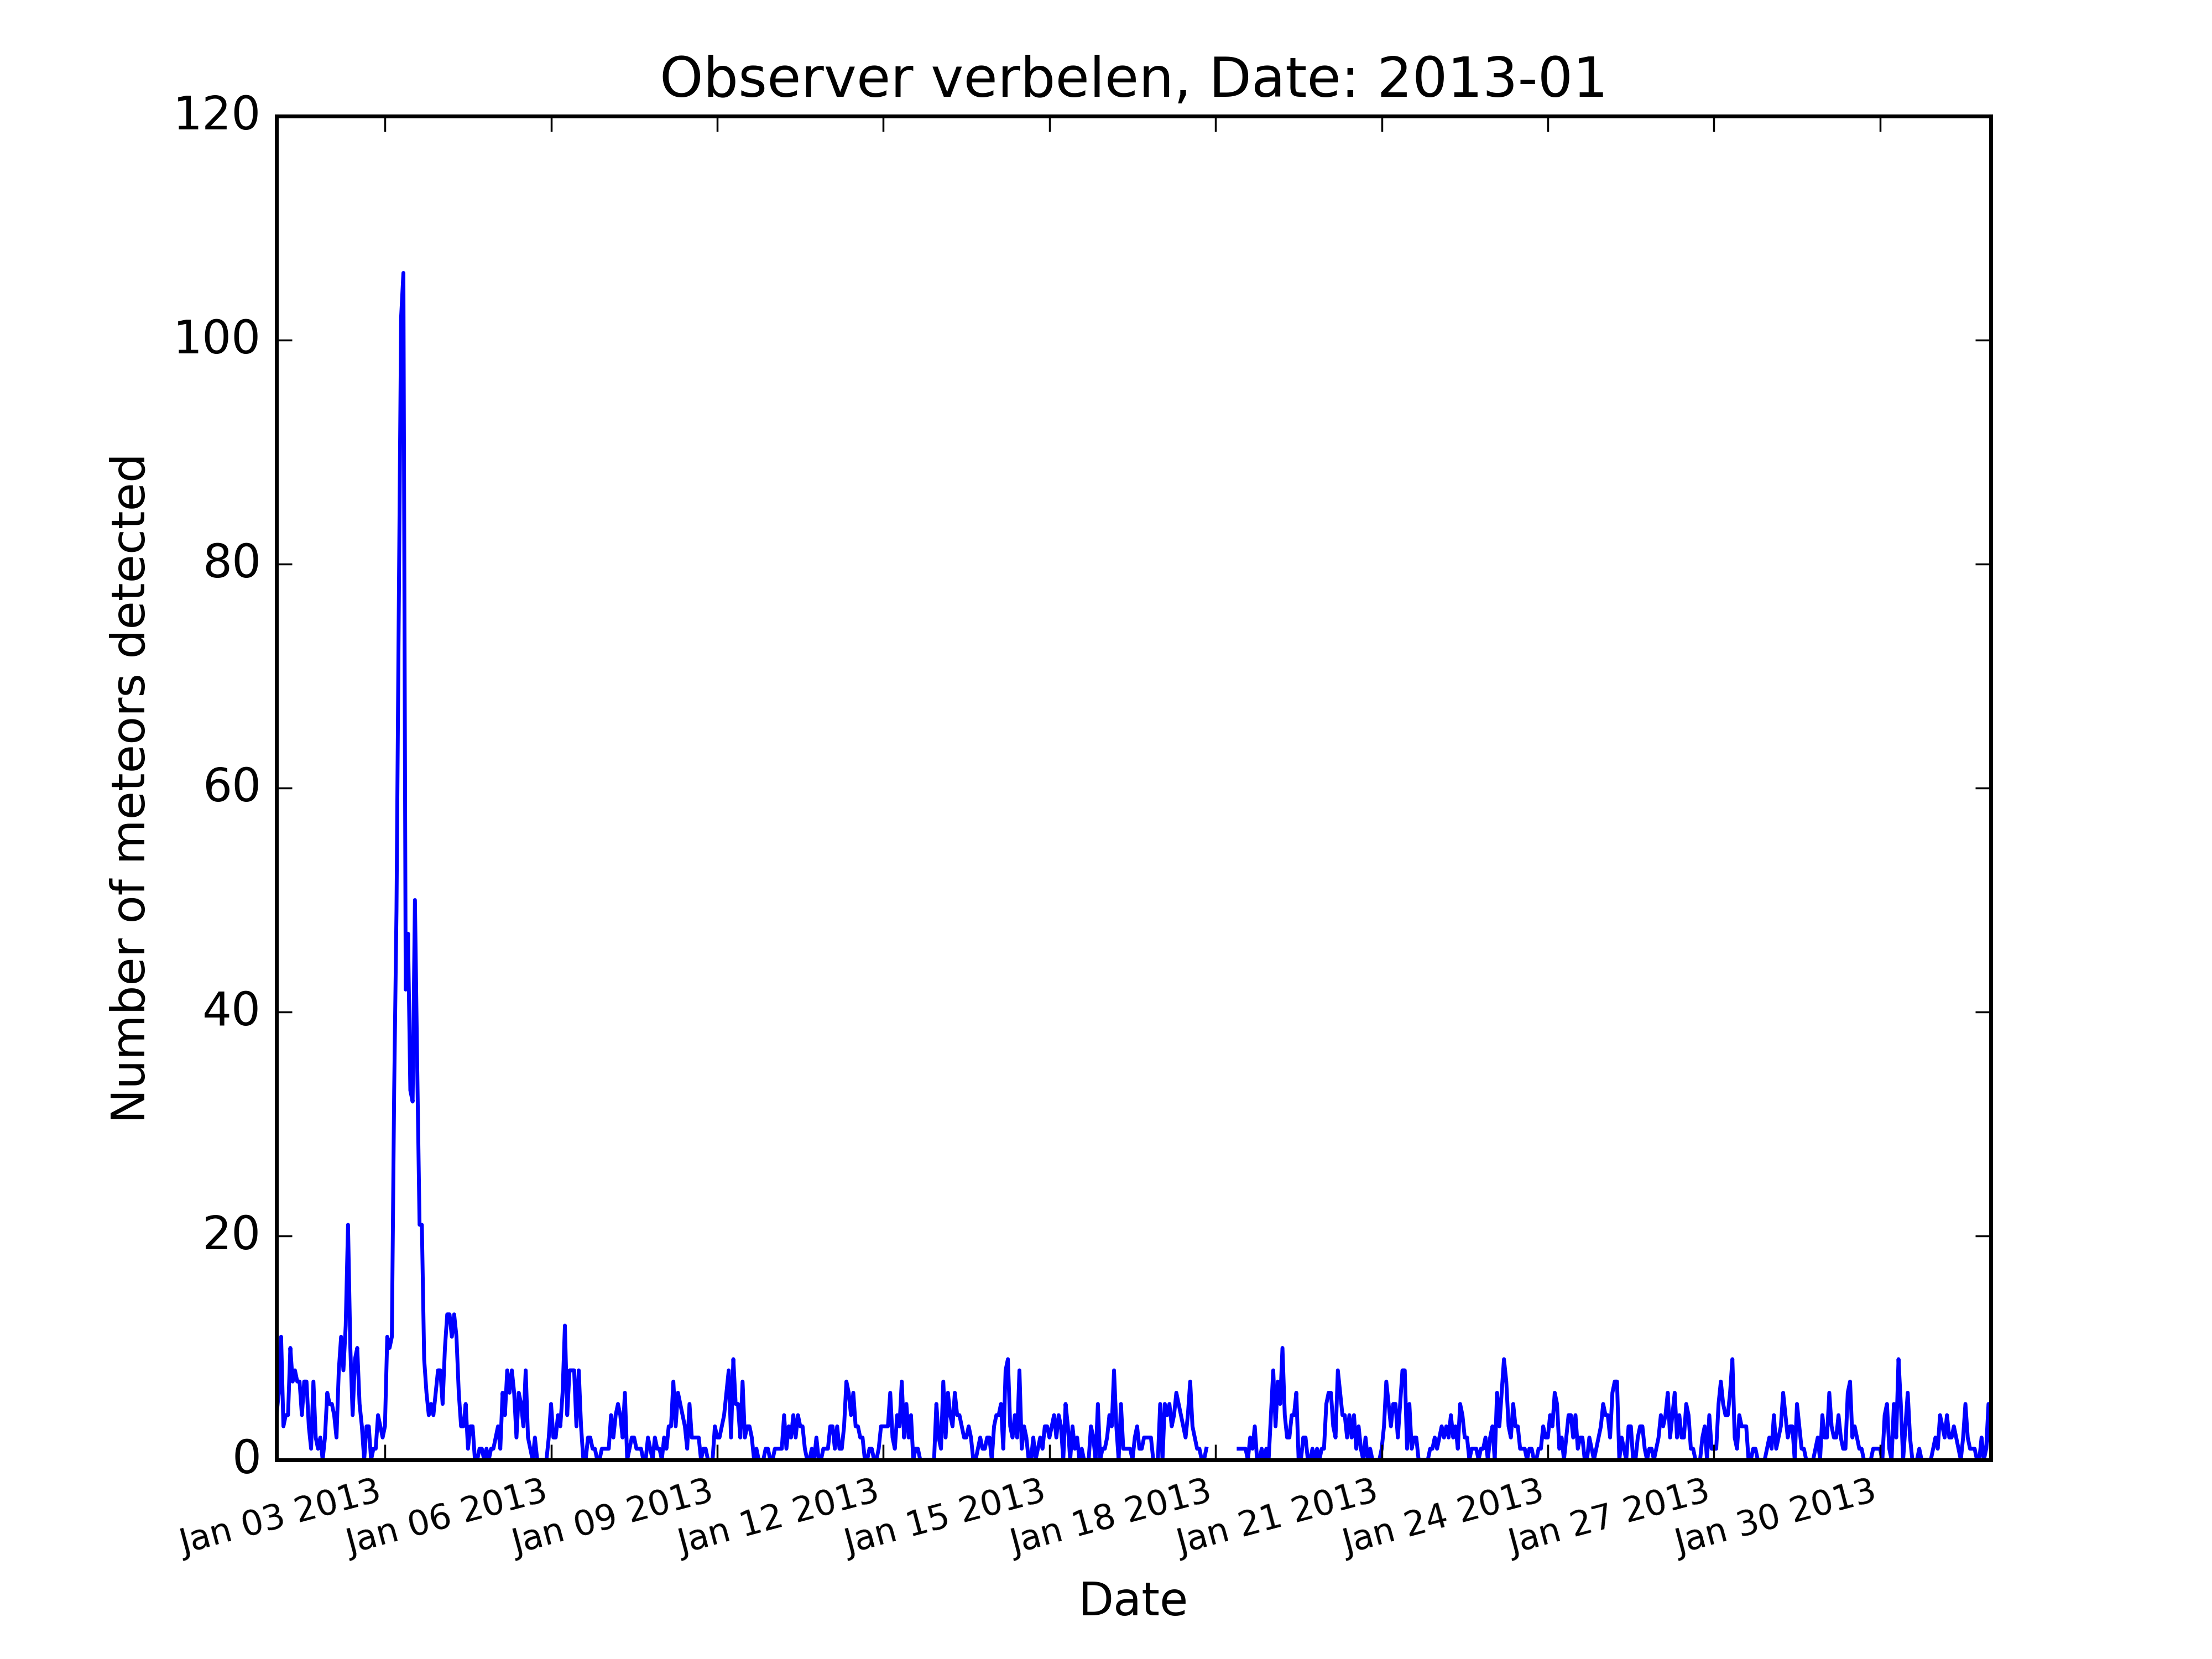 Observer verbelen, Date: 2013-01
120
100
80
60
40
20
0
Number of meteors detected
Jan 03 2013
Jan 06 2013
Jan 09 2013
Jan 12 2013
Jan 15 2013
Jan 18 2013
Jan 21 2013
Jan 24 2013
Jan 27 2013
Jan 30 2013
Date